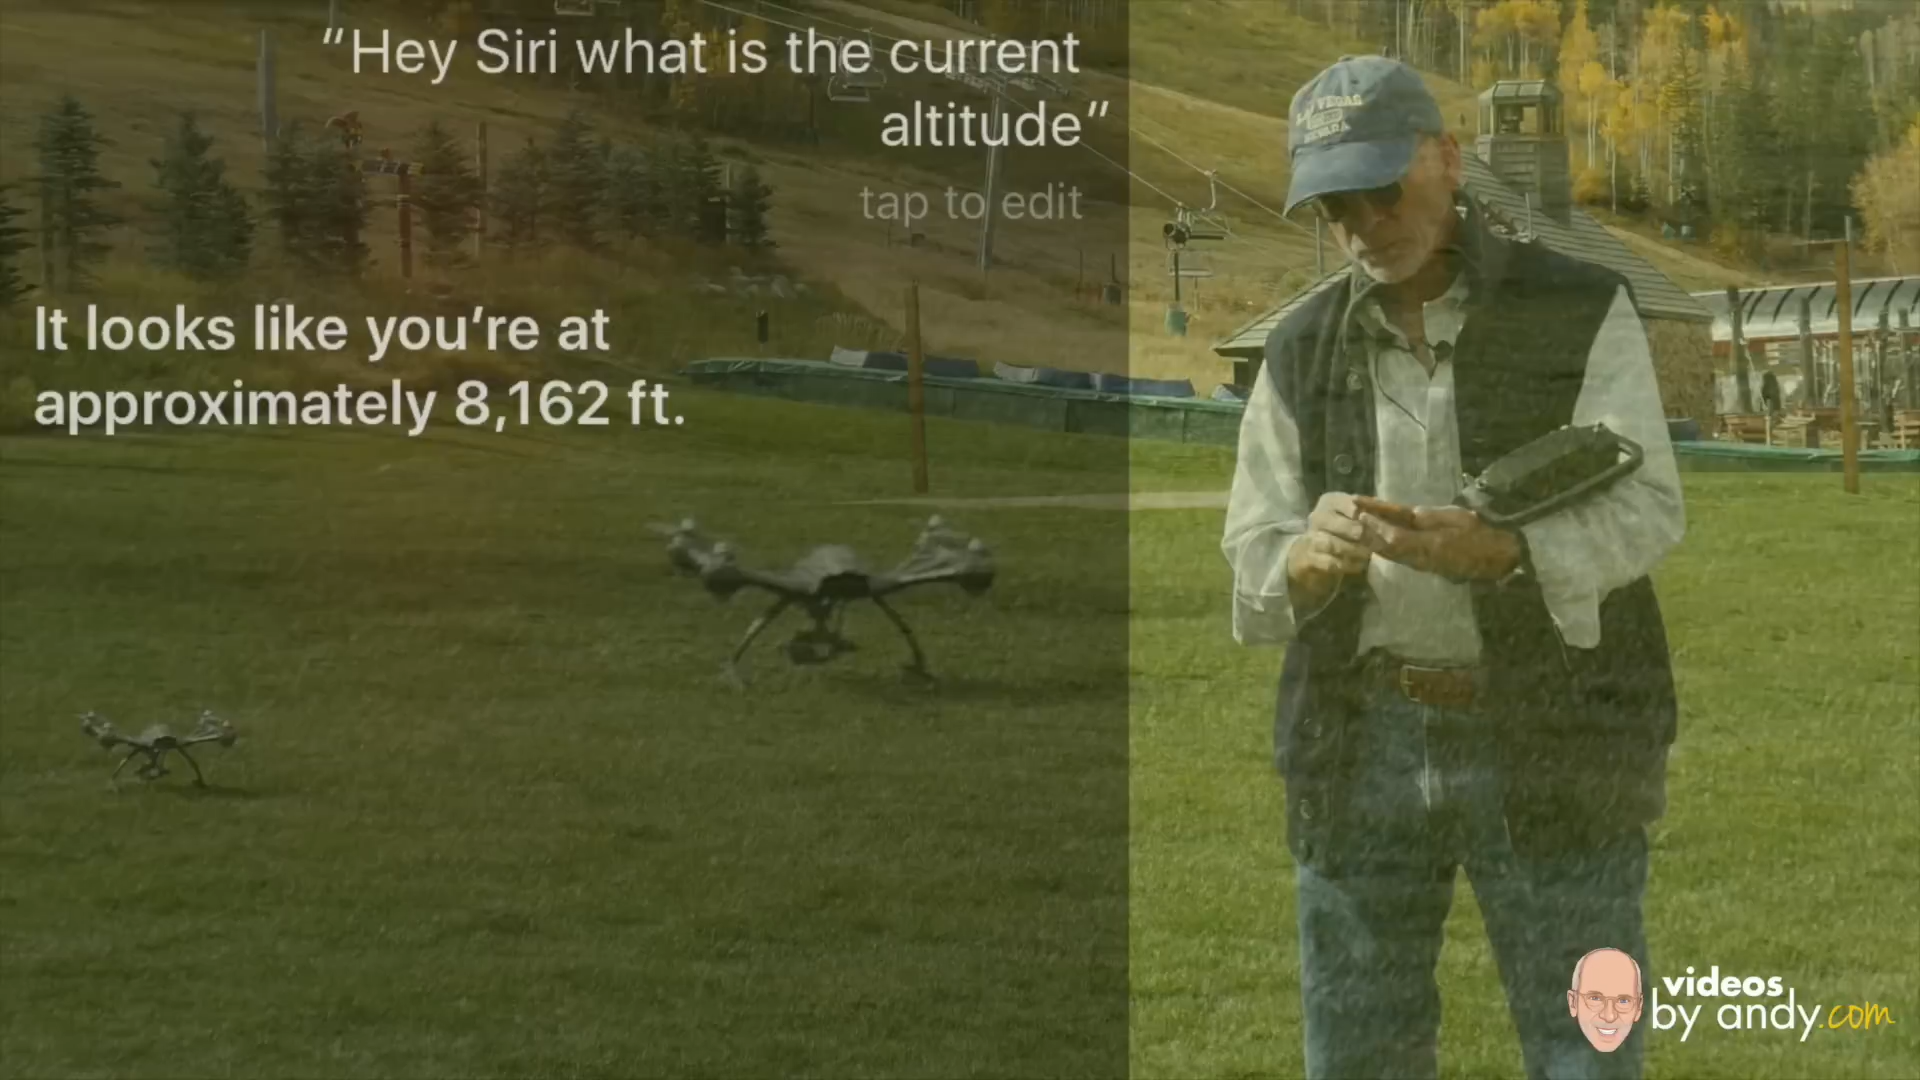 “Hey Siri what is the current
altitude”
tap to edit
It looks like you’re at
approximately 8,162 ft.
VEGAS
videos
by andy.com